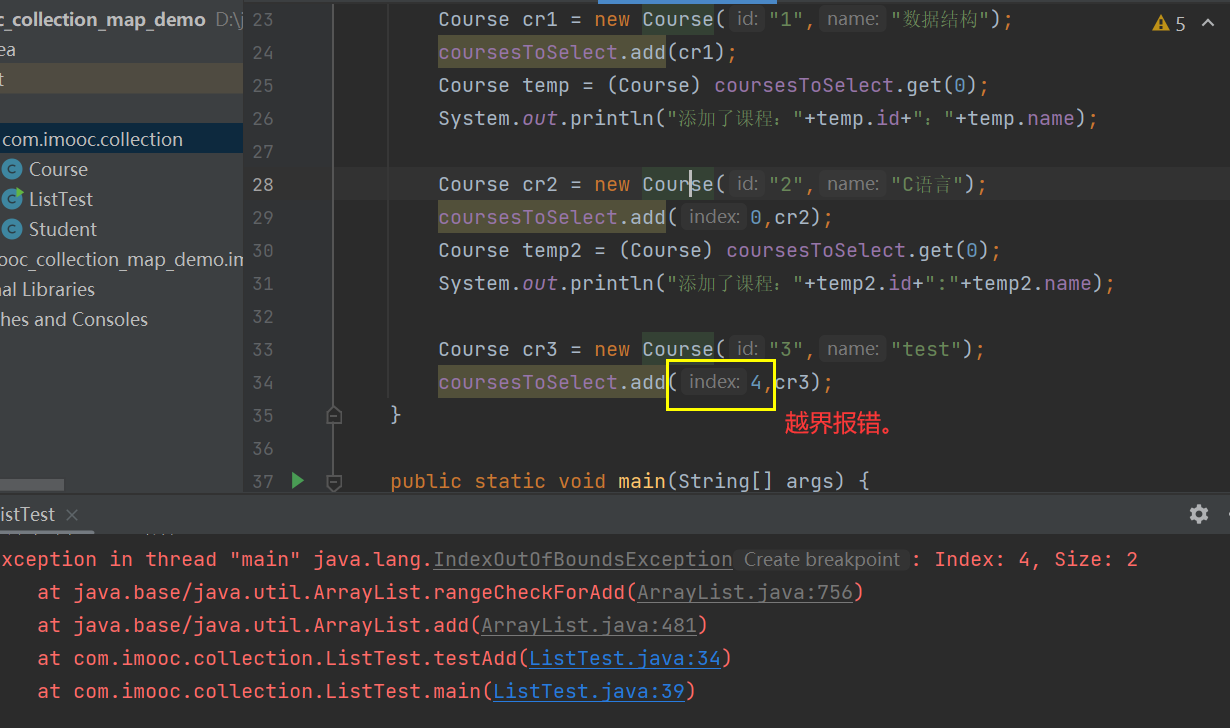 c_collection_map_demo D:\j
ea
t
com.imooc.collection
Course
ListTest
Student
ooc_collection_map_demo.im
al Libraries
hes and Consoles
5
23 Course cr1 = new Course( id: "1", name: "数据结构");
24 coursesToSelect.add(cr1);
25 Course temp = (Course) coursesToSelect.get(0);
26 System.out.println("添加了课程："+temp.id+"："+temp.name);
27
28 Course cr2 = new Course( id: "2", name: "C语言");
29 coursesToSelect.add( index: 0,cr2);
30 Course temp2 = (Course) coursesToSelect.get(0);
31 System.out.println("添加了课程："+temp2.id+":"+temp2.name);
32
33 Course cr3 = new Course( id: "3", name: "test");
34 coursesToSelect.add( index: 4,cr3);
越界报错。
35 }
36
37 public static void main(String[] args) {
istTest
xception in thread "main" java.lang.IndexOutOfBoundsException Create breakpoint : Index: 4, Size: 2
at java.base/java.util.ArrayList.rangeCheckForAdd(ArrayList.java:756)
at java.base/java.util.ArrayList.add(ArrayList.java:481)
at com.imooc.collection.ListTest.testAdd(ListTest.java:34)
at com.imooc.collection.ListTest.main(ListTest.java:39)